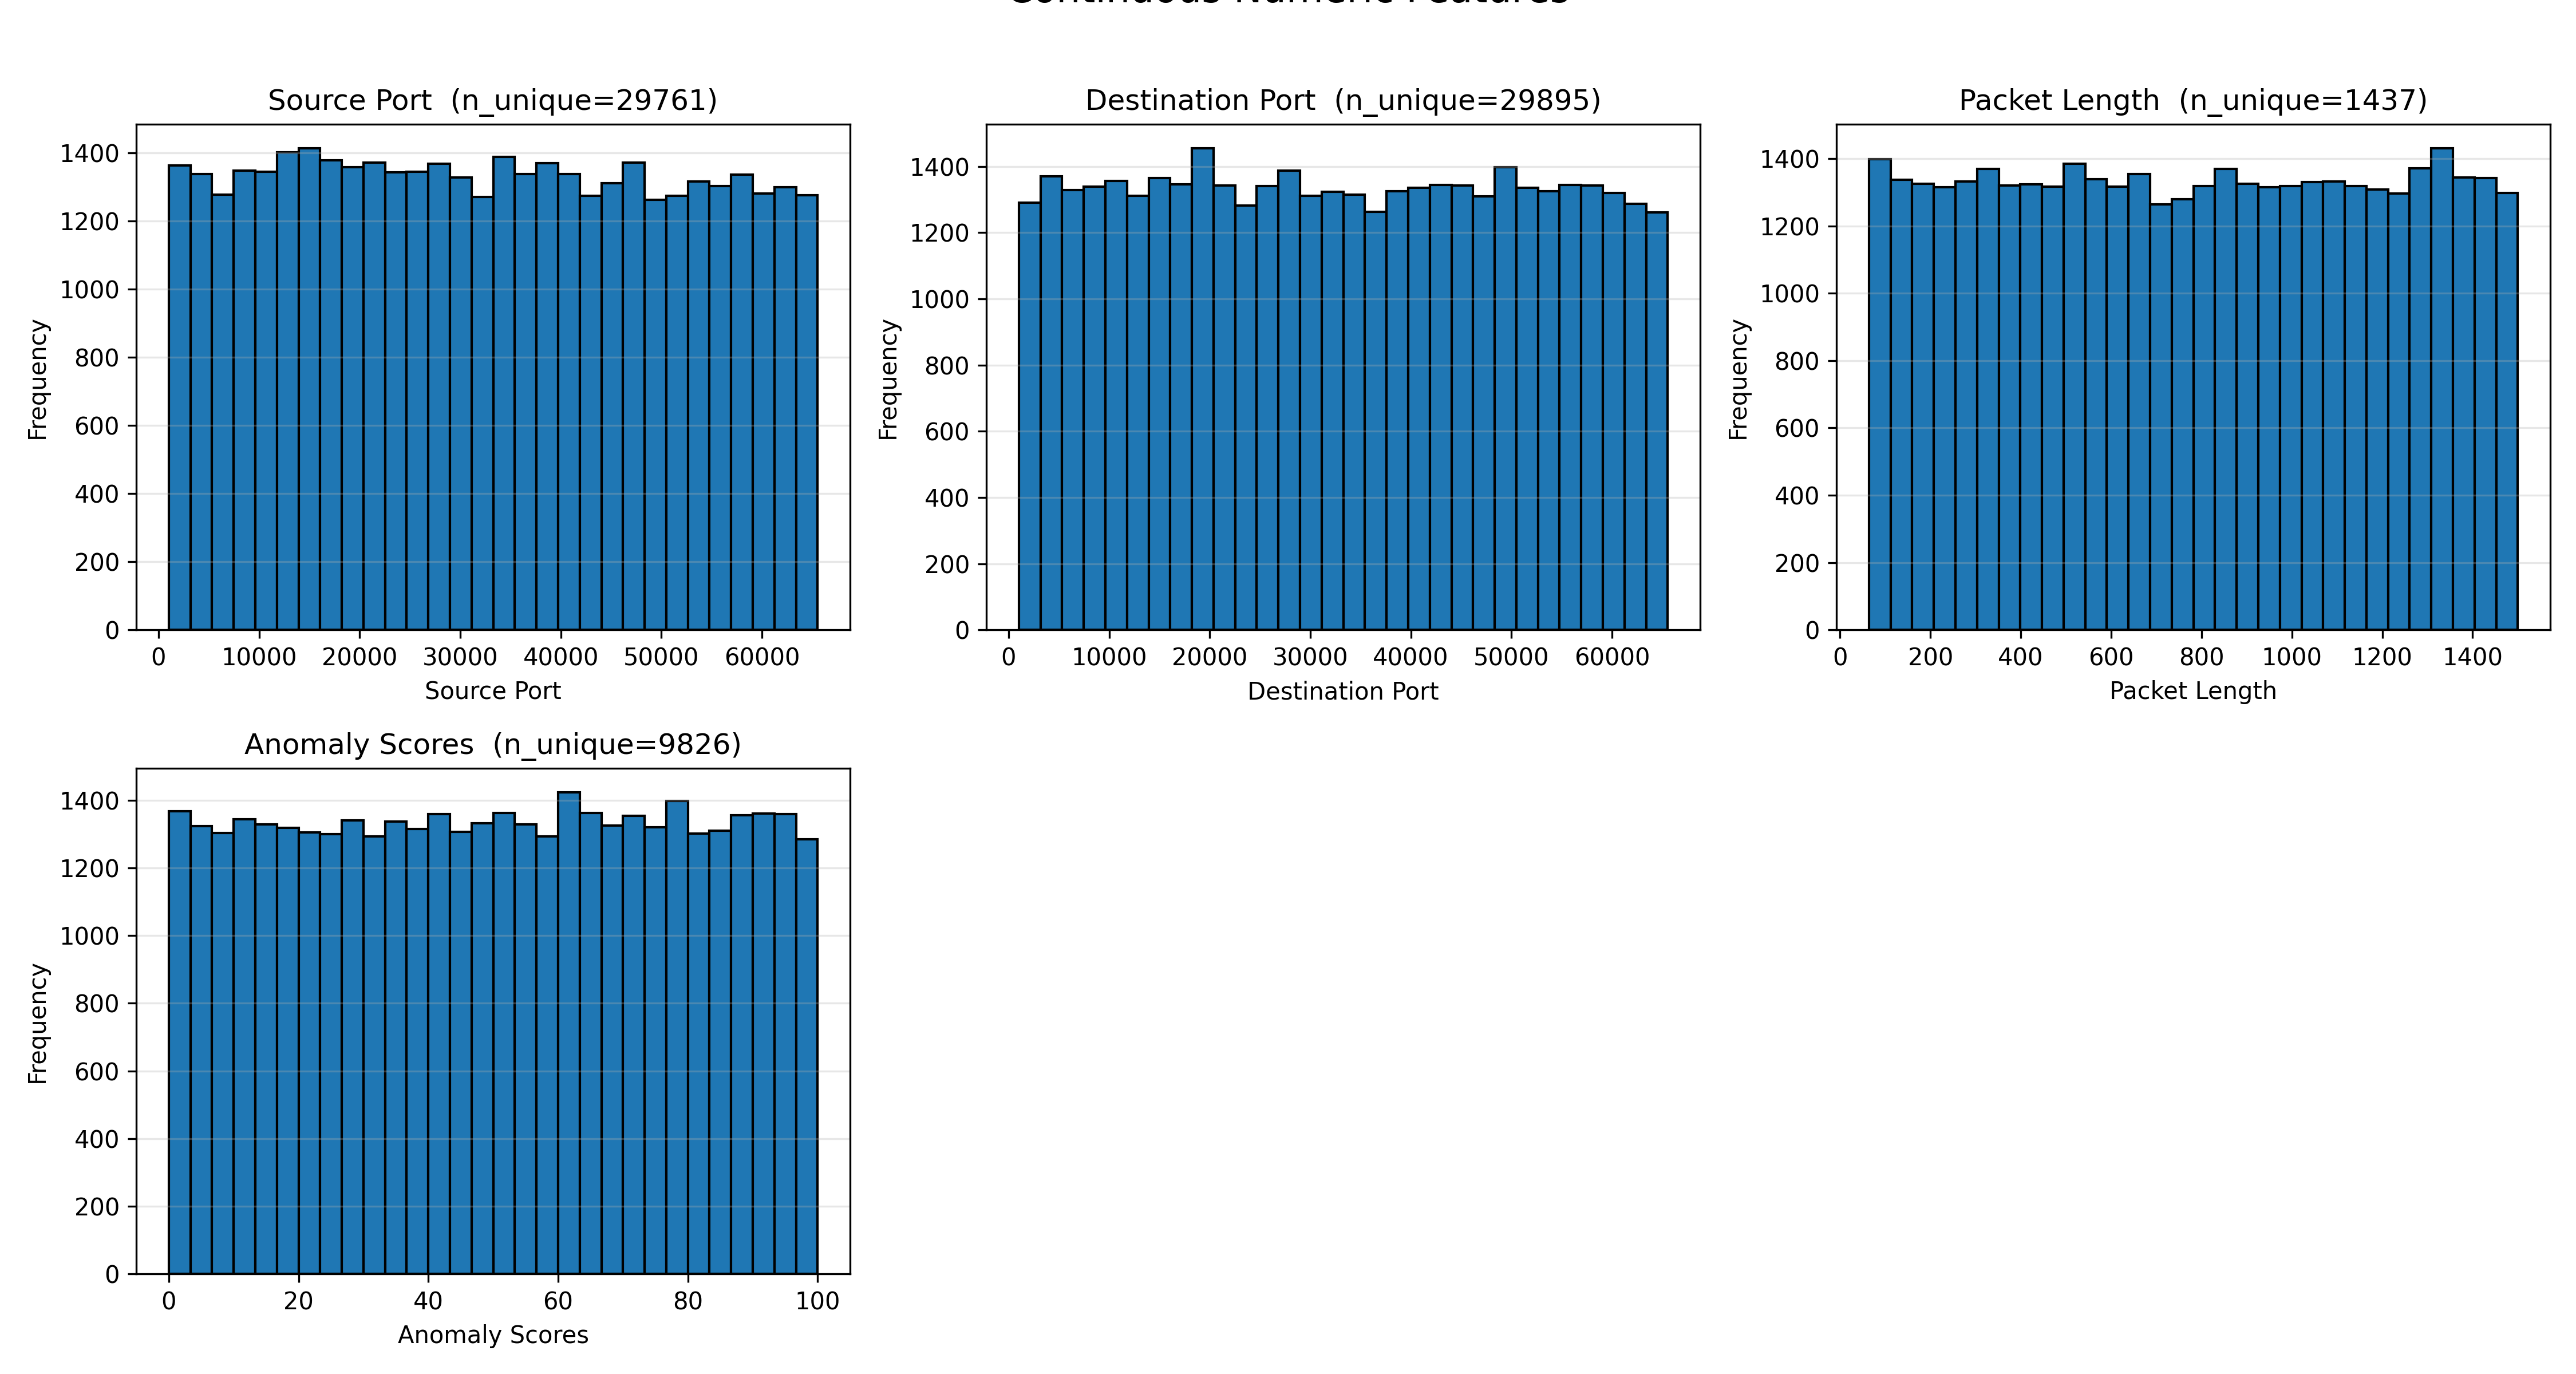 Continuous Numeric Features
Source Port (n_unique=29761)
Frequency
0
200
400
600
800
1000
1200
1400
0 10000 20000 30000 40000 50000 60000
Source Port
Destination Port (n_unique=29895)
Frequency
0
200
400
600
800
1000
1200
1400
0 10000 20000 30000 40000 50000 60000
Destination Port
Packet Length (n_unique=1437)
Frequency
0
200
400
600
800
1000
1200
1400
0 200 400 600 800 1000 1200 1400
Packet Length
Anomaly Scores (n_unique=9826)
Frequency
0
200
400
600
800
1000
1200
1400
0 20 40 60 80 100
Anomaly Scores